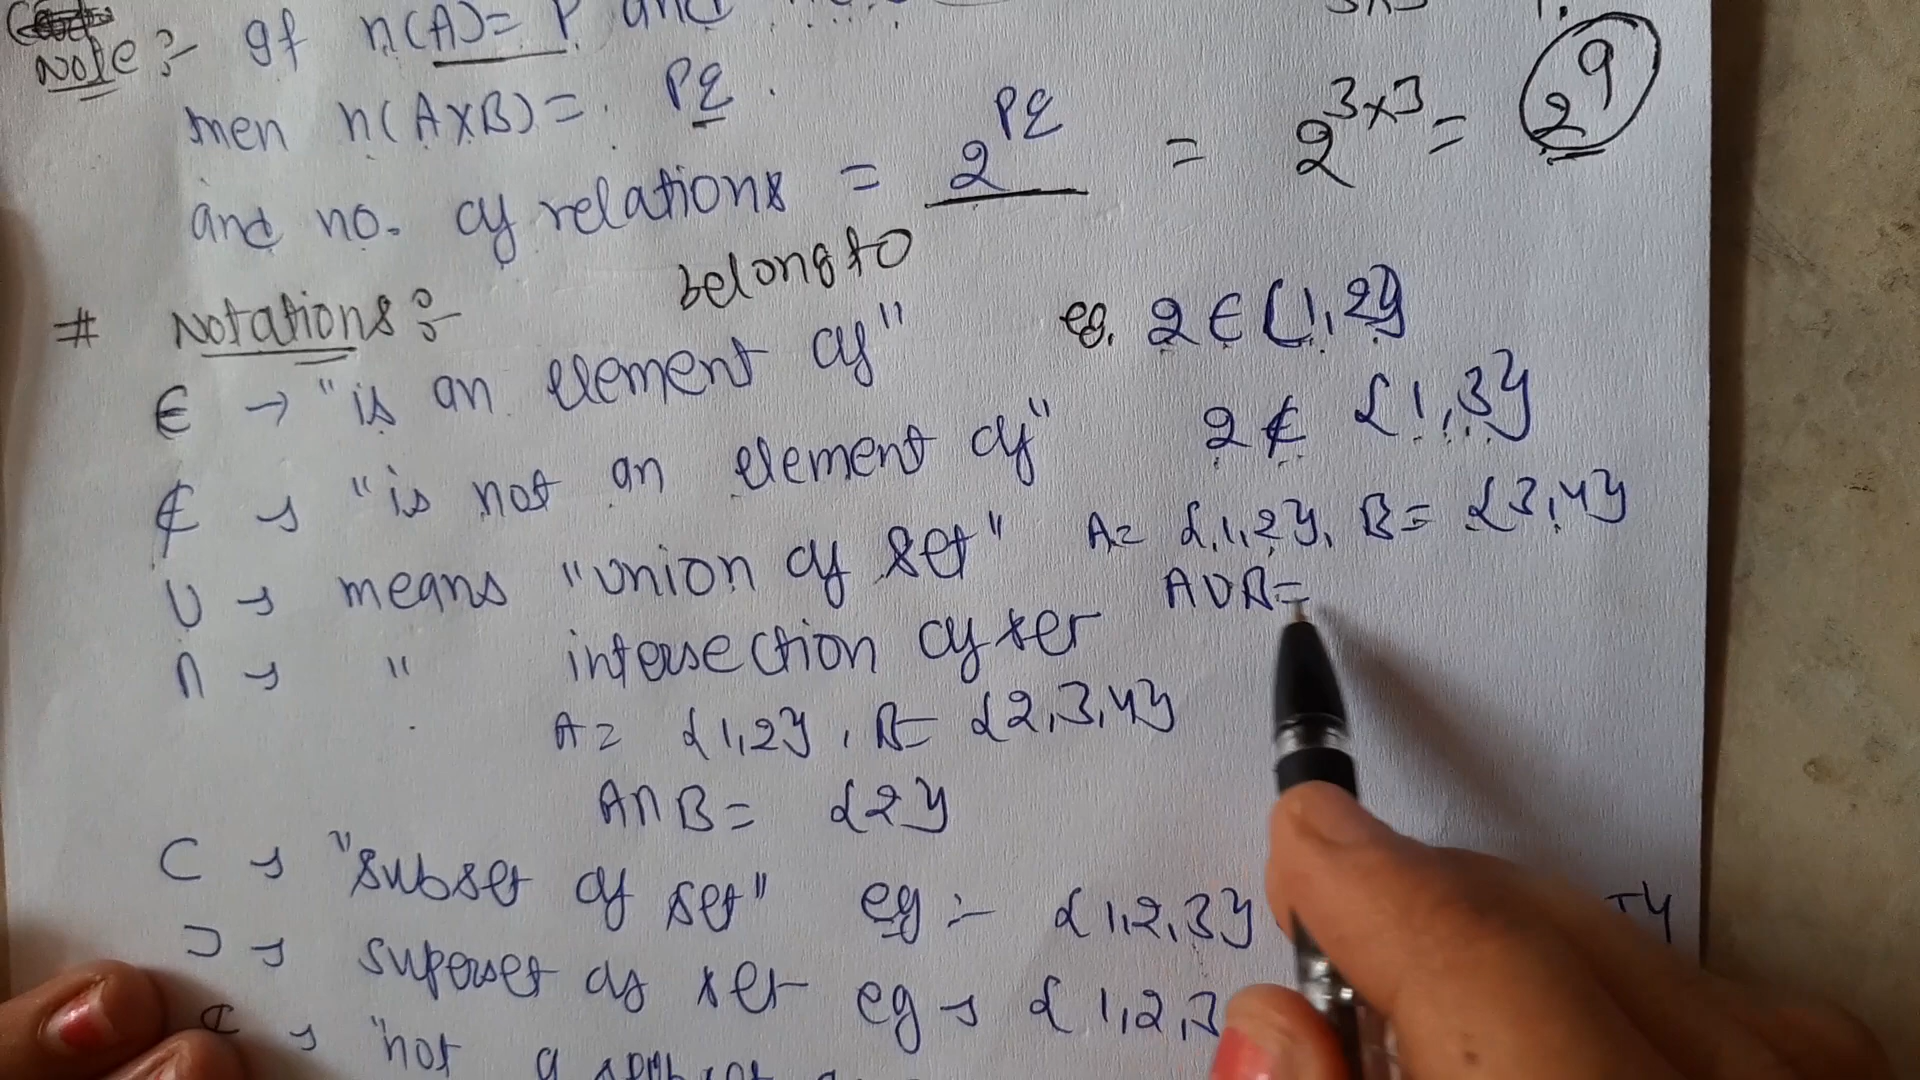 Note :- If n(A) = P and
then n(A×B) = Pq.
and no. of relations = 2^Pq = 2^3×3 = 2^9
belongs to
# Notations :-
∈ → "is an element of" eg. 2 ∈ {1,2}
∉ → "is not an element of" 2 ∉ {1,3}
∪ → means "union of set" A = {1,2}, B = {3,4}
A∪B =
∩ → " intersection of set
A = {1,2}, B = {2,3,4}
A∩B = {2}
⊂ → "subset of set" eg :- {1,2,3}
⊃ → superset of set eg → {1,2,3
⊄ → "not a